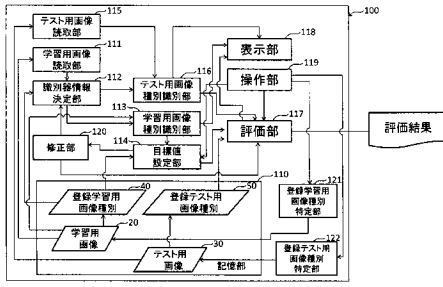 100
115
テスト用画像
読取部
111
学習用画像
読取部
112
識別器情報
決定部
116
テスト用画像
種別識別部
113
学習用画像
種別識別部
114
目標値
設定部
118
表示部
119
操作部
117
評価部
評価結果
120
修正部
110
40
登録学習用
画像種別
50
登録テスト用
画像種別
20
学習用
画像
30
テスト用
画像
記憶部
121
登録学習用
画像種別
特定部
122
登録テスト用
画像種別
特定部